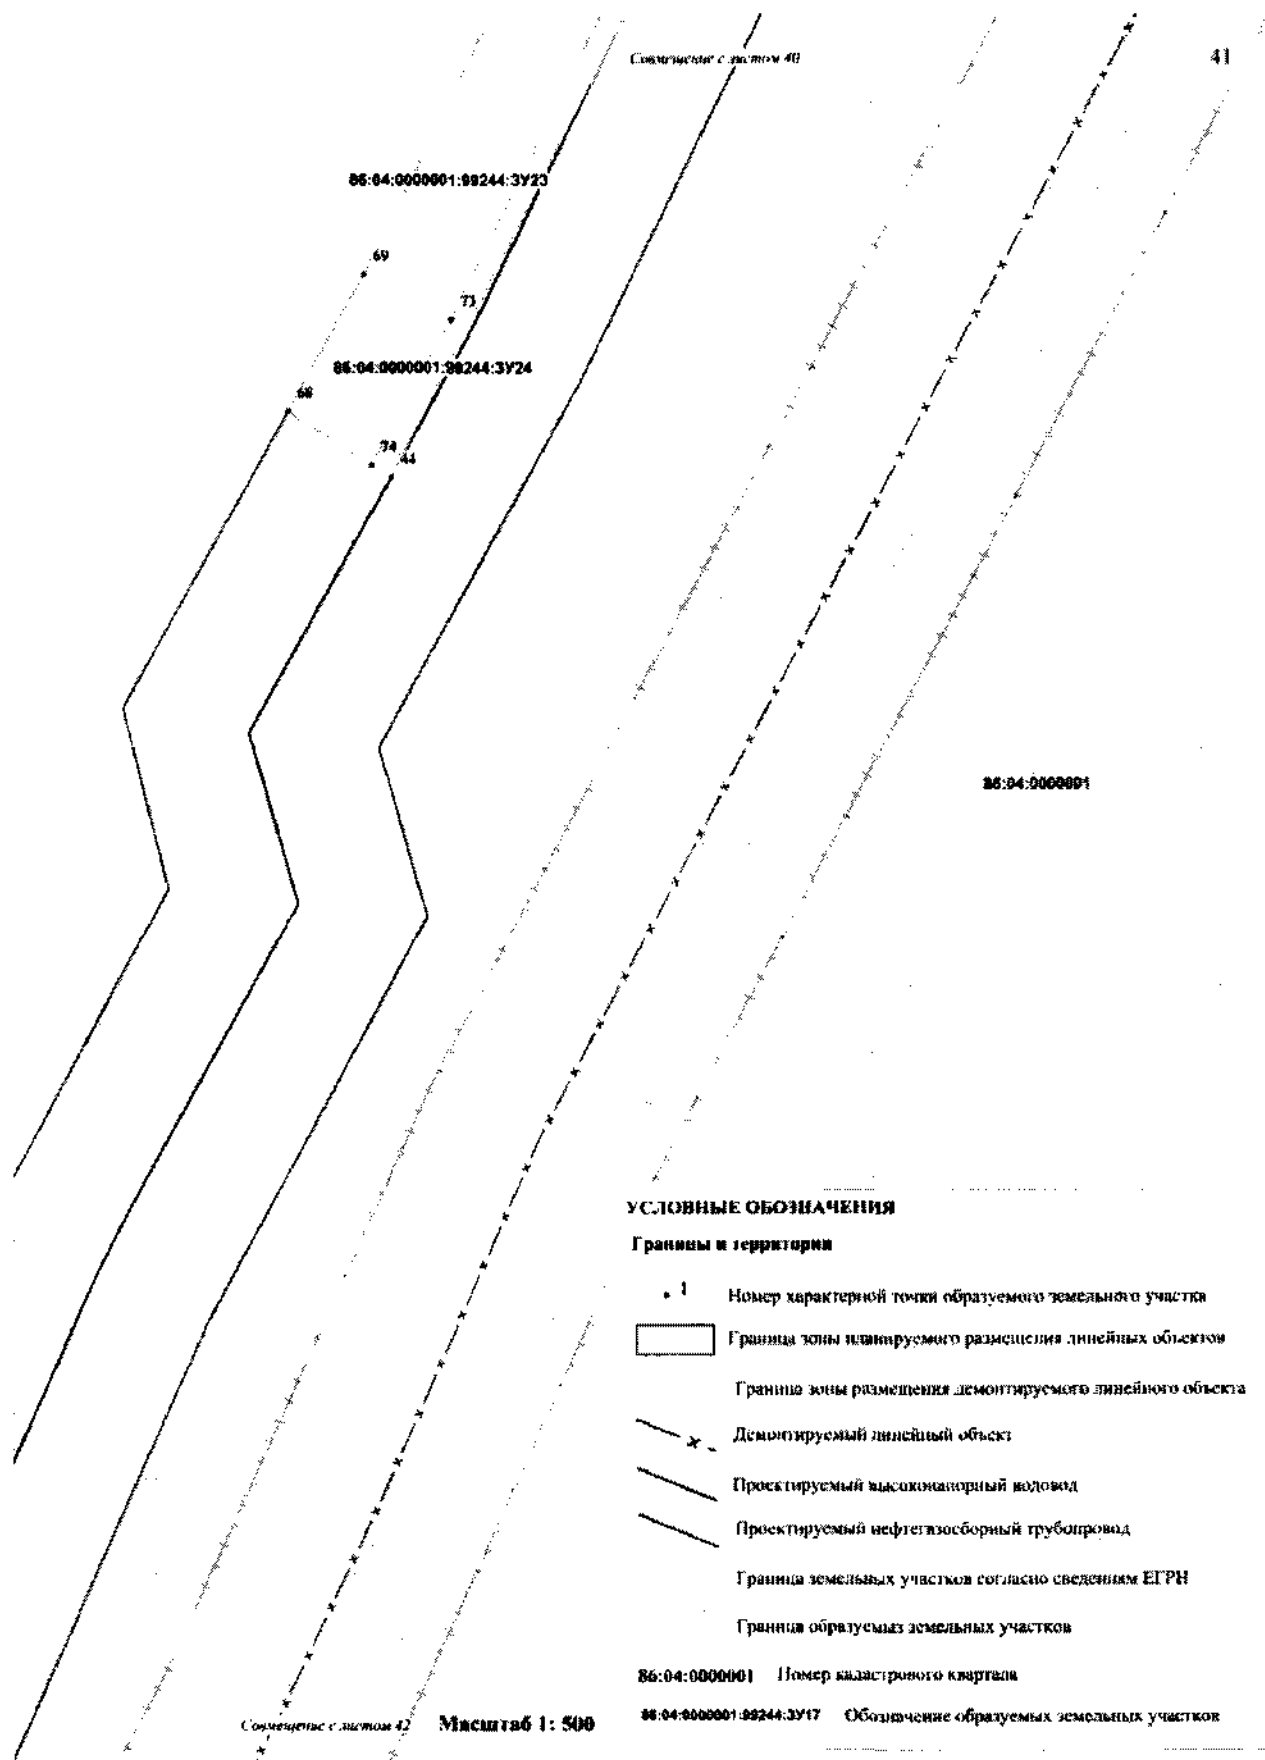 Совмещение с листом 40
41
86:04:0000001:99244:ЗУ23
69
73
86:04:0000001:99244:ЗУ24
68
74
44
86:04:0000001
УСЛОВНЫЕ ОБОЗНАЧЕНИЯ
Границы и территории
1 Номер характерной точки образуемого земельного участка
Граница зоны планируемого размещения линейных объектов
Граница зоны размещения демонтируемого линейного объекта
Демонтируемый линейный объект
Проектируемый высоконапорный водовод
Проектируемый нефтегазосборный трубопровод
Граница земельных участков согласно сведениям ЕГРН
Граница образуемыз земельных участков
86:04:0000001 Номер кадастрового квартала
86:04:0000001:99244:ЗУ17 Обозначение образуемых земельных участков
Совмещение с листом 42 Масштаб 1: 500